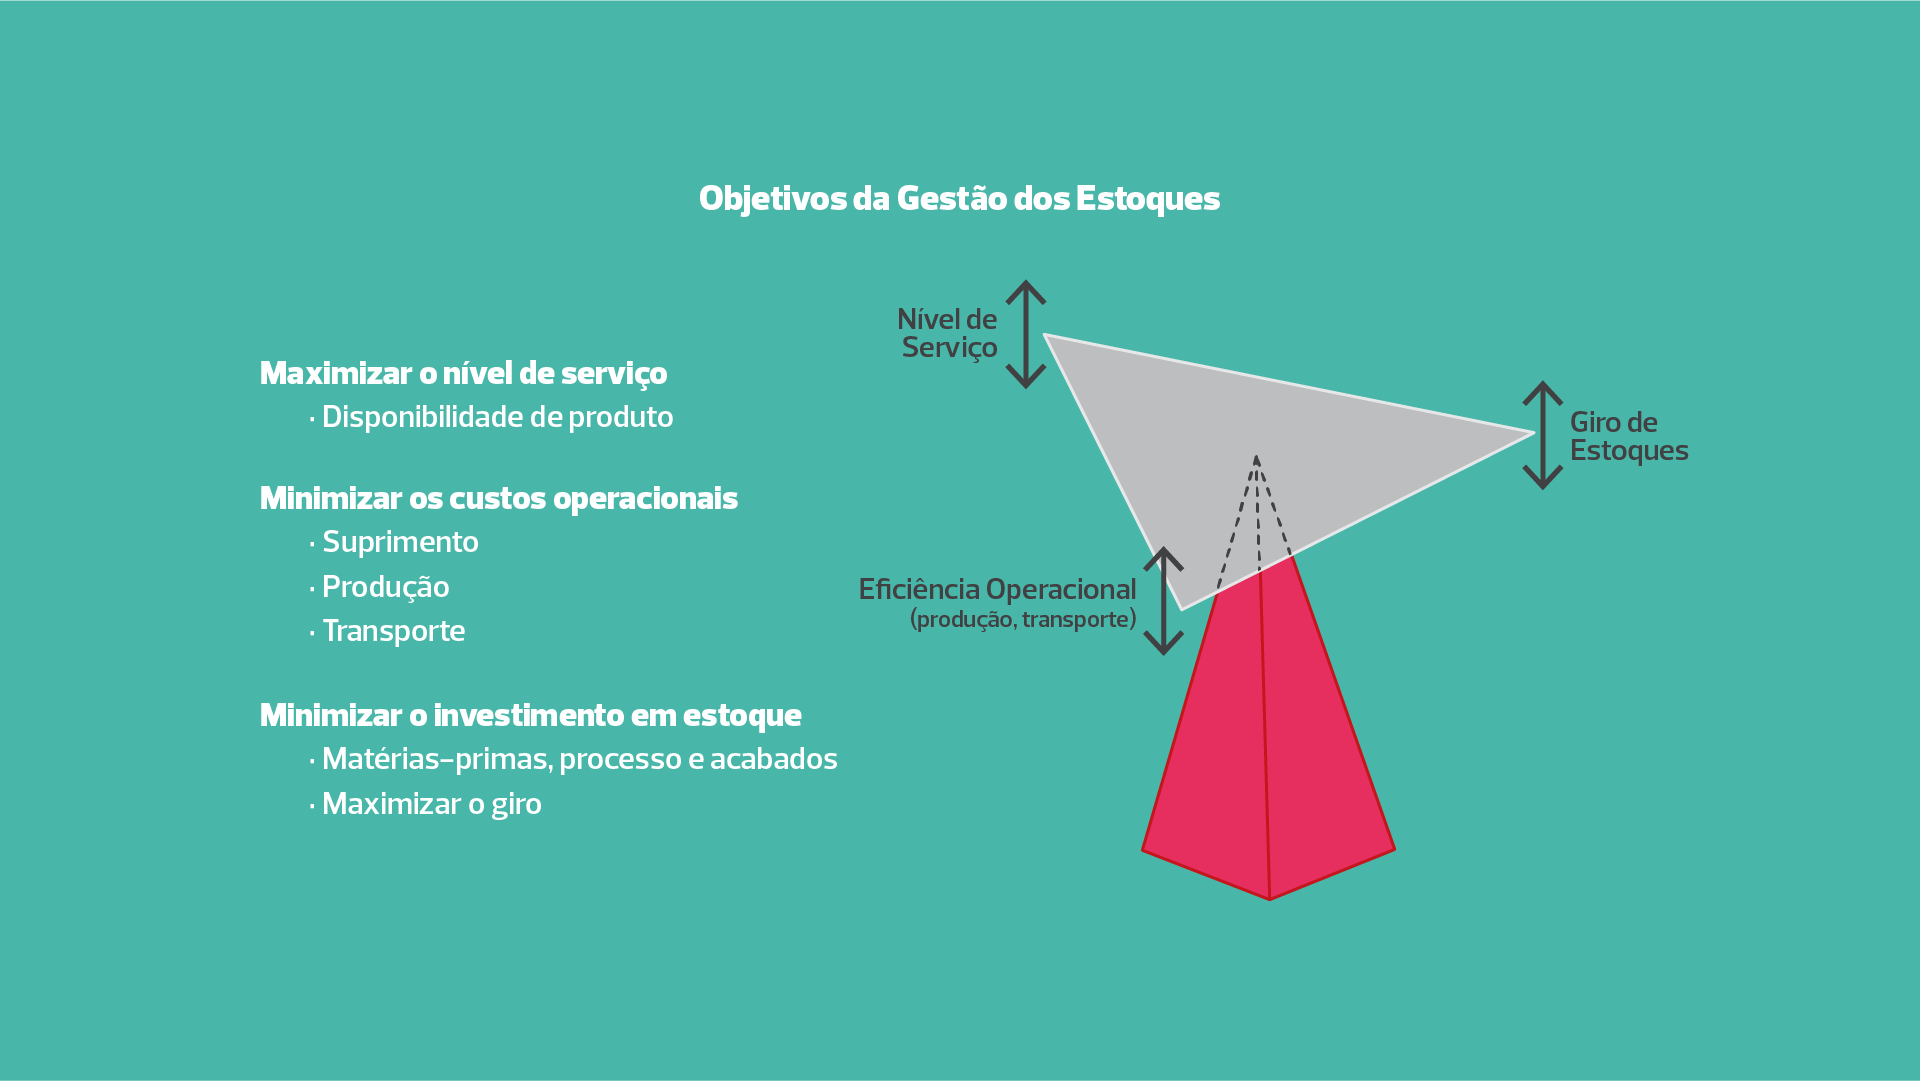 Objetivos da Gestão dos Estoques
Maximizar o nível de serviço
· Disponibilidade de produto
Minimizar os custos operacionais
· Suprimento
· Produção
· Transporte
Minimizar o investimento em estoque
· Matérias-primas, processo e acabados
· Maximizar o giro
Nível de
Serviço
Giro de
Estoques
Eficiência Operacional
(produção, transporte)